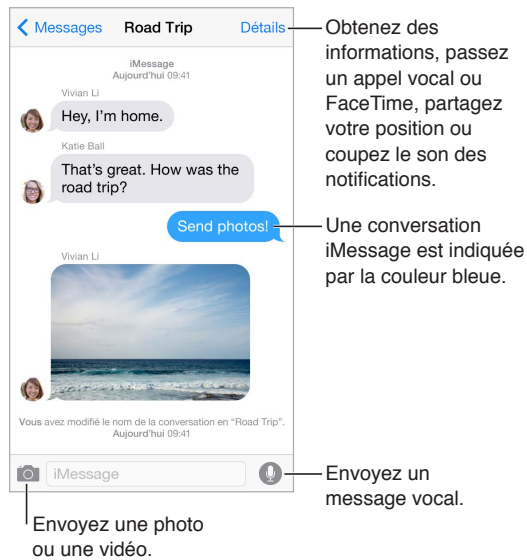 Messages Road Trip Détails
iMessage
Aujourd'hui 09:41
Vivian Li
Hey, I'm home.
Katie Ball
That's great. How was the
road trip?
Send photos!
Vivian Li
Vous avez modifié le nom de la conversation en “Road Trip”.
Aujourd'hui 09:41
iMessage
Obtenez des
informations, passez
un appel vocal ou
FaceTime, partagez
votre position ou
coupez le son des
notifications.
Une conversation
iMessage est indiquée
par la couleur bleue.
Envoyez un
message vocal.
Envoyez une photo
ou une vidéo.